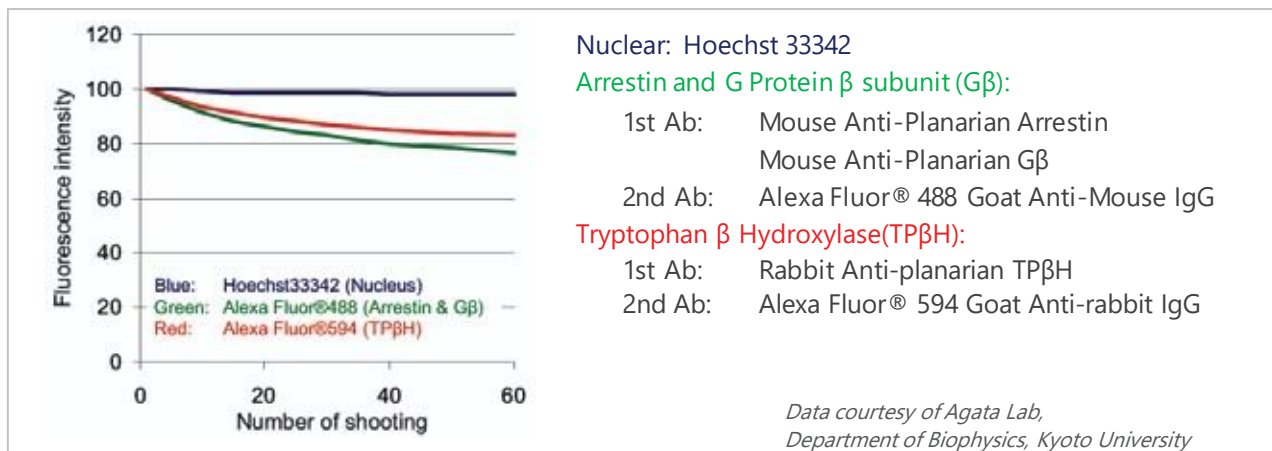 120
100
80
60
40
20
0
Fluorescence intensity
Blue: Hoechst33342 (Nucleus)
Green: Alexa Fluor®488 (Arrestin & Gβ)
Red: Alexa Fluor®594 (TPβH)
0 20 40 60
Number of shooting
Nuclear: Hoechst 33342
Arrestin and G Protein β subunit (Gβ):
1st Ab: Mouse Anti-Planarian Arrestin
Mouse Anti-Planarian Gβ
2nd Ab: Alexa Fluor® 488 Goat Anti-Mouse IgG
Tryptophan β Hydroxylase(TPβH):
1st Ab: Rabbit Anti-planarian TPβH
2nd Ab: Alexa Fluor® 594 Goat Anti-rabbit IgG
Data courtesy of Agata Lab,
Department of Biophysics, Kyoto University